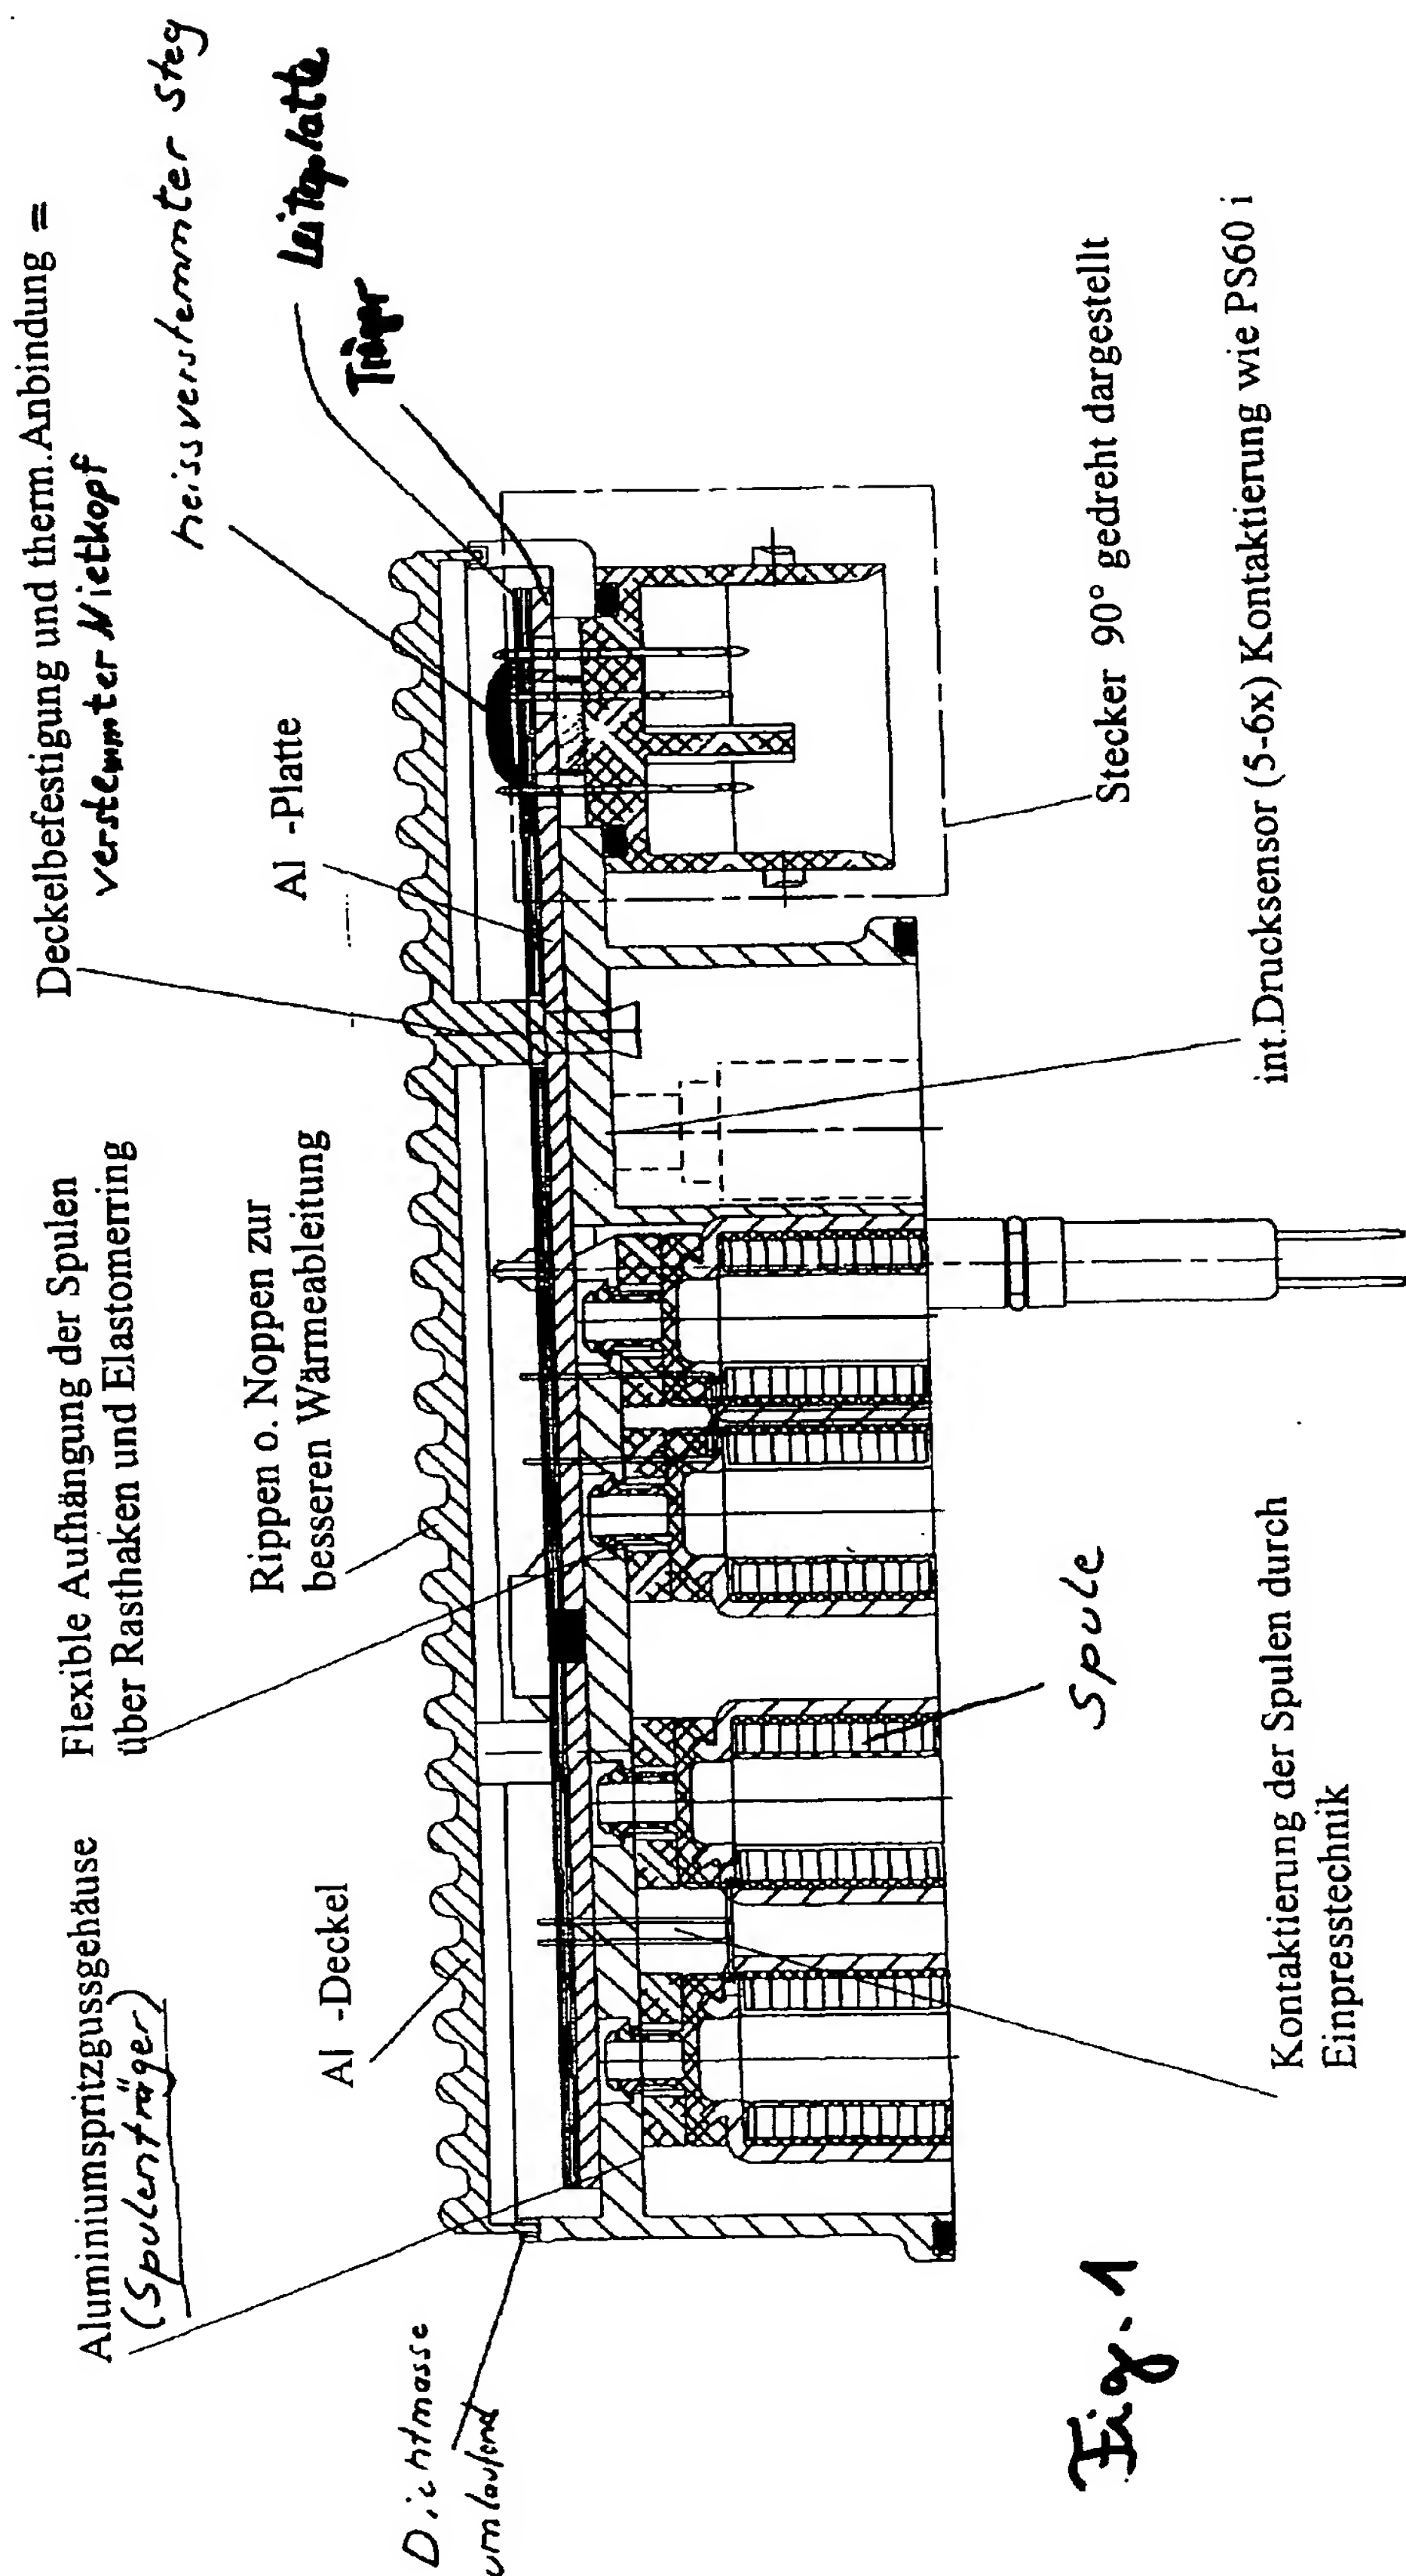 Aluminiumspritzgussgehäuse
(Spulenträger)
Flexible Aufhängung der Spulen
über Rasthaken und Elastomerring
Deckelbefestigung und therm.Anbindung =
verstemmter Nietkopf
heissverstemmter Steg
Al -Deckel
Rippen o. Noppen zur
besseren Wärmeableitung
Al -Platte
Leiterplatte
Träger
Dichtmasse
umlaufend
Spule
Stecker 90° gedreht dargestellt
Kontaktierung der Spulen durch
Einpresstechnik
int.Drucksensor (5-6x) Kontaktierung wie PS60 i
Fig. 1